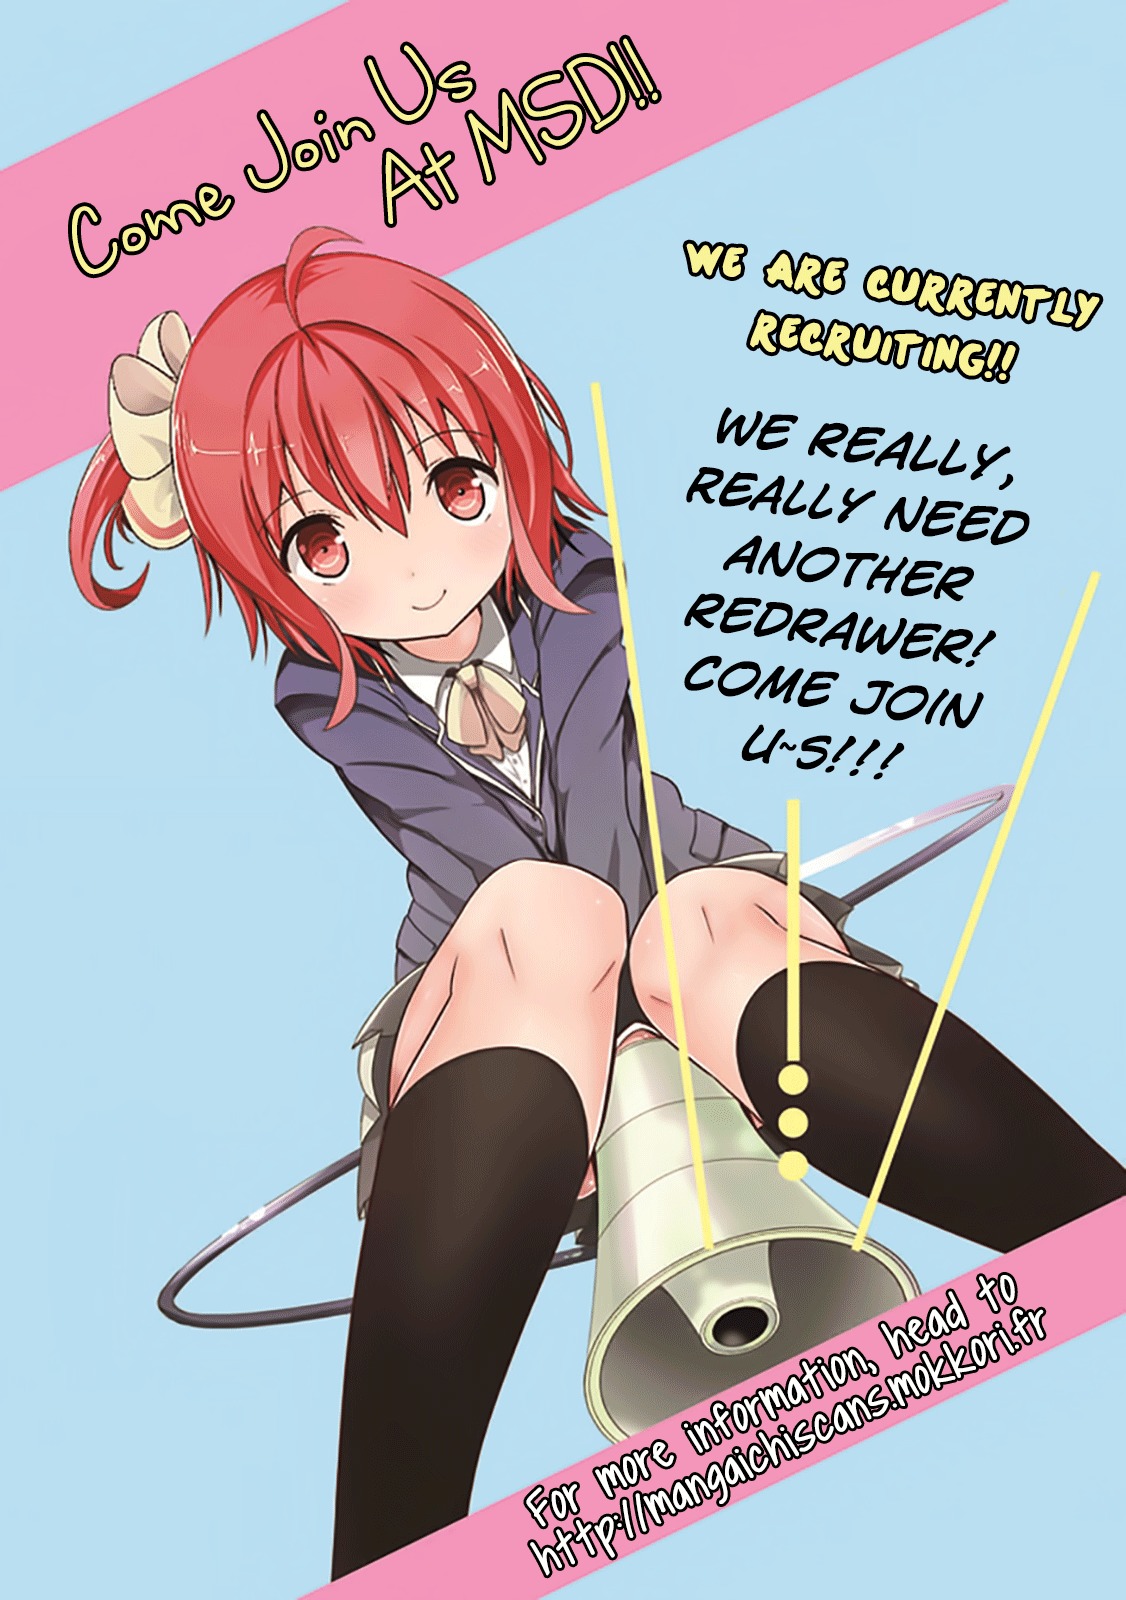 Come Join Us
At MSD!!
WE ARE CURRENTLY
RECRUITING!!
WE REALLY,
REALLY NEED
ANOTHER
REDRAWER!
COME JOIN
U~S!!!
For more information, head to
http://mangaichiscans.mokkori.fr